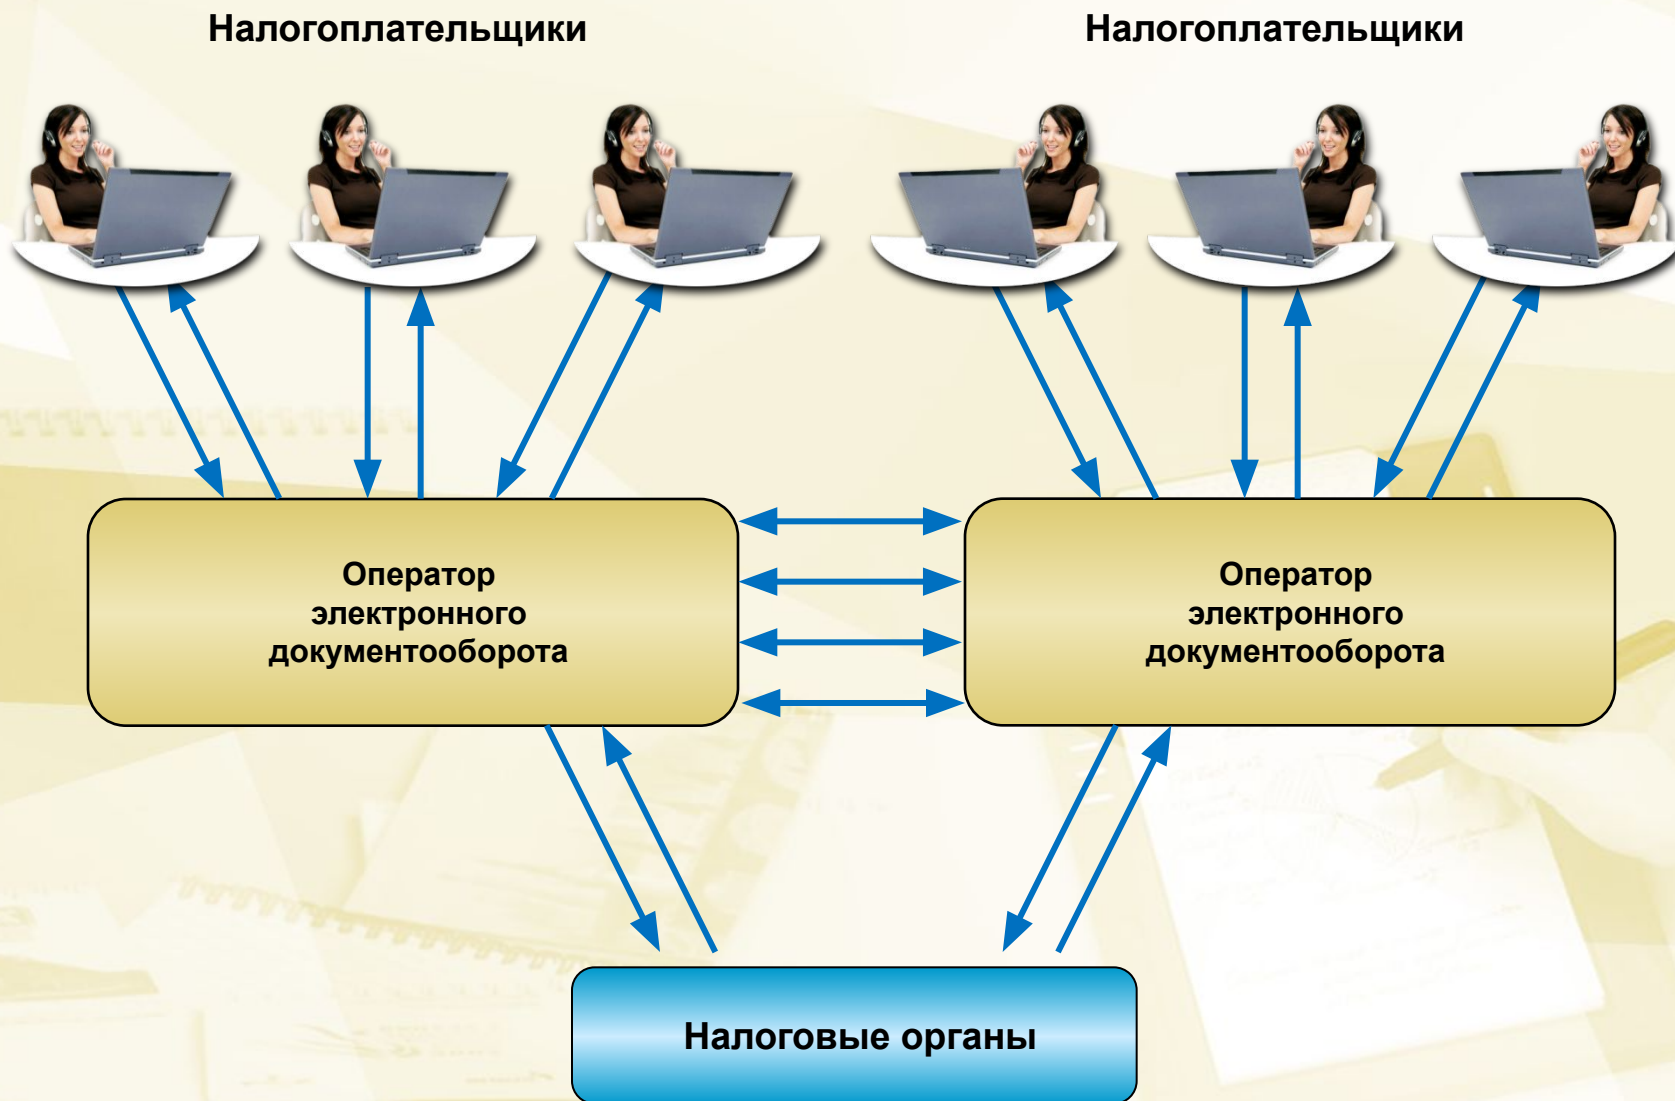 Налогоплательщики
Налогоплательщики
Оператор
электронного
документооборота
Оператор
электронного
документооборота
Налоговые органы